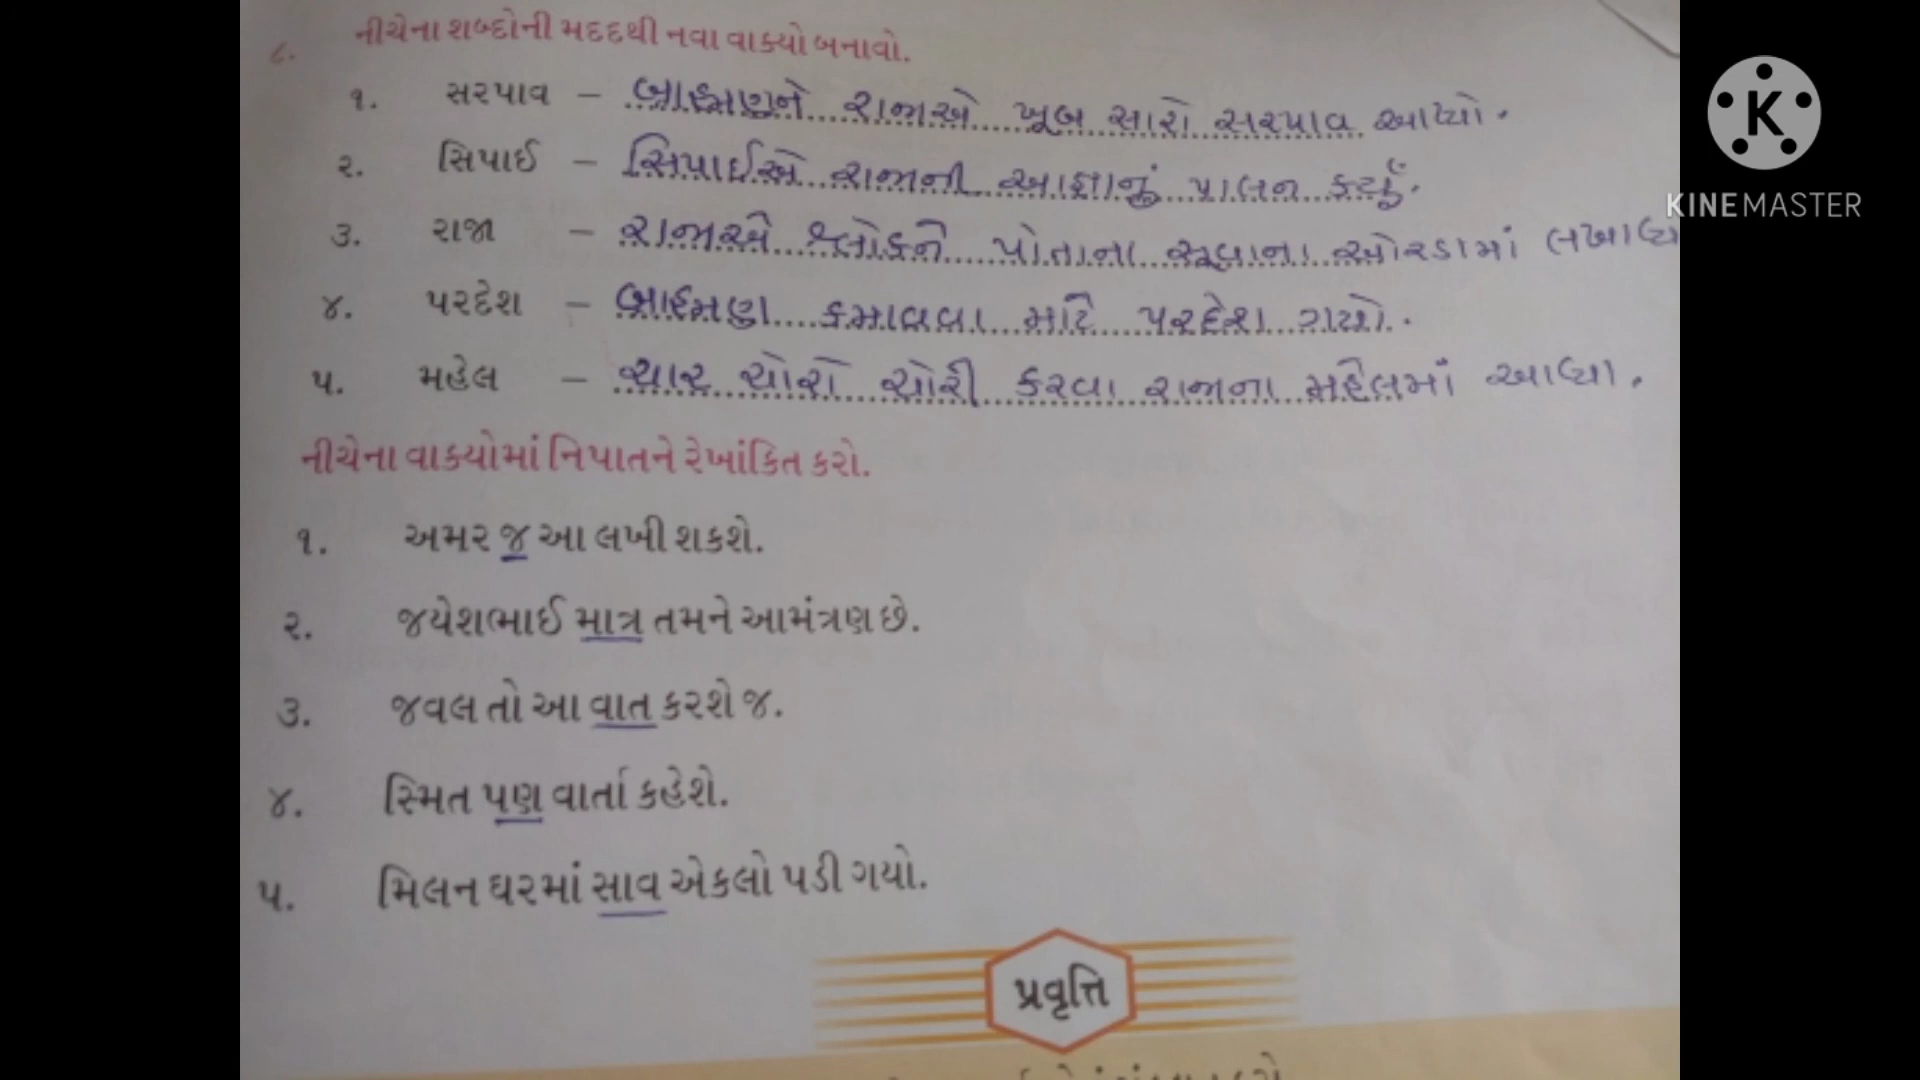 ૮. નીચેના શબ્દોની મદદથી નવા વાક્યો બનાવો.
૧. સરપાવ – બ્રાહ્મણને રાજાએ ખૂબ સારો સરપાવ આપ્યો.
K
૨. સિપાઈ – સિપાઈએ રાજાની આજ્ઞાનું પાલન કર્યું.
KINEMASTER
૩. રાજા – રાજાએ શ્લોકને પોતાના સૂવાના ઓરડામાં
૪. પરદેશ – બ્રાહ્મણ કમાવવા માટે પરદેશ ગયો.
૫. મહેલ – ચાર ચોરો ચોરી કરવા રાજાના મહેલમાં આવ્યા.
નીચેના વાક્યોમાં નિપાતને રેખાંકિત કરો.
૧. અમર જ આ લખી શકશે.
૨. જયેશભાઈ માત્ર તમને આમંત્રણ છે.
૩. જવલ તો આ વાત કરશે જ.
૪. સ્મિત પણ વાર્તા કહેશે.
૫. મિલન ઘરમાં સાવ એકલો પડી ગયો.
પ્રવૃત્તિ